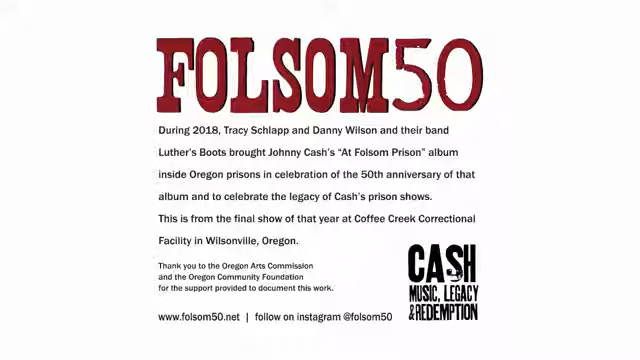 FOLSOM50
During 2018, Tracy Schlapp and Danny Wilson and their band
Luther's Boots brought Johnny Cash's "At Folsom Prison" album
inside Oregon prisons in celebration of the 50th anniversary of that
album and to celebrate the legacy of Cash's prison shows.
This is from the final show of that year at Coffee Creek Correctional
Facility in Wilsonville, Oregon.
Thank you to the Oregon Arts Commission
and the Oregon Community Foundation
for the support provided to document this work.
CASH
MUSIC, LEGACY
&REDEMPTION
www.folsom50.net | follow on instagram @folsom50